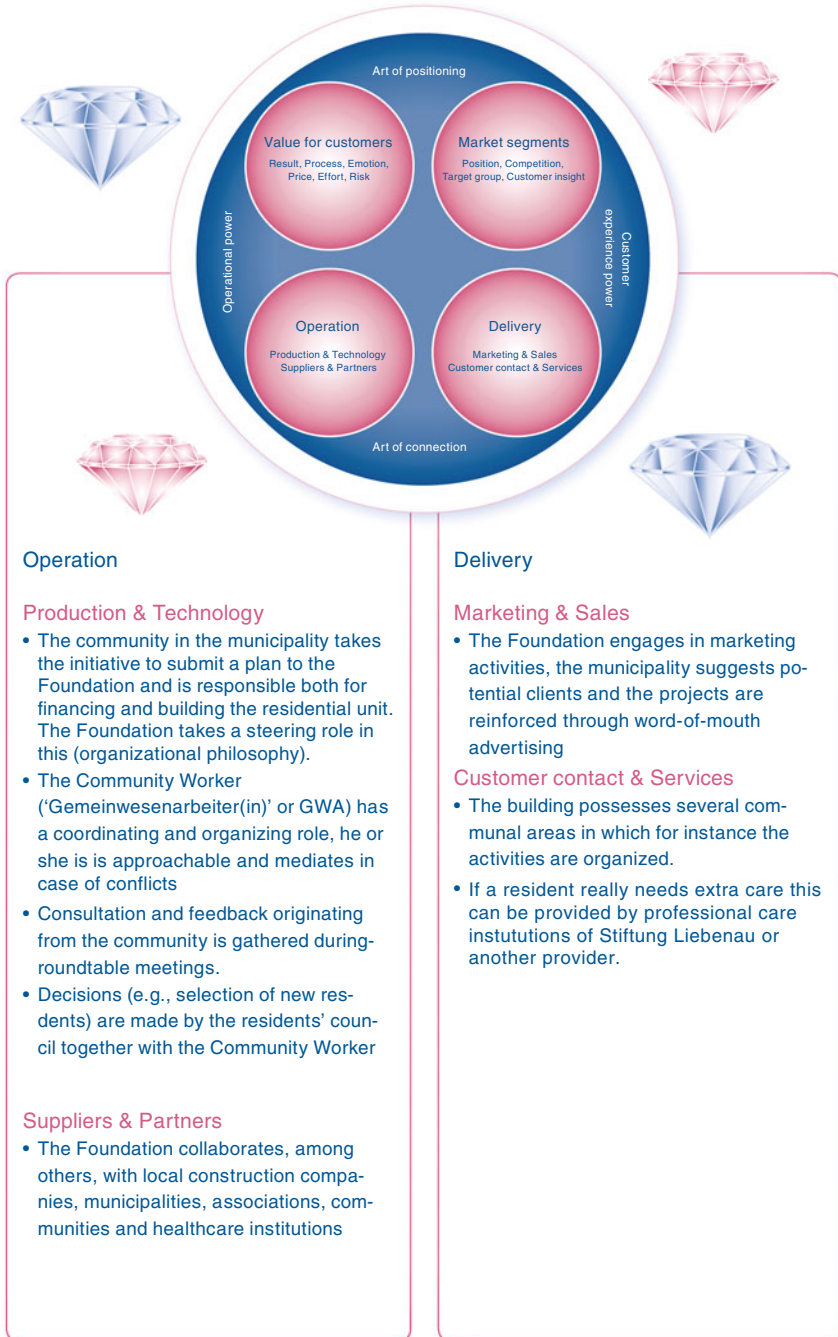 Art of positioning
Value for customers
Result, Process, Emotion,
Price, Effort, Risk
Market segments
Position, Competition,
Target group, Customer insight
Operational power
Customer
experience power
Operation
Production & Technology
Suppliers & Partners
Delivery
Marketing & Sales
Customer contact & Services
Art of connection
Operation
Production & Technology
• The community in the municipality takes
the initiative to submit a plan to the
Foundation and is responsible both for
financing and building the residential unit.
The Foundation takes a steering role in
this (organizational philosophy).
• The Community Worker
(‘Gemeinwesenarbeiter(in)’ or GWA) has
a coordinating and organizing role, he or
she is is approachable and mediates in
case of conflicts
• Consultation and feedback originating
from the community is gathered during-
roundtable meetings.
• Decisions (e.g., selection of new res-
dents) are made by the residents’ coun-
cil together with the Community Worker
Suppliers & Partners
• The Foundation collaborates, among
others, with local construction compa-
nies, municipalities, associations, com-
munities and healthcare institutions
Delivery
Marketing & Sales
• The Foundation engages in marketing
activities, the municipality suggests po-
tential clients and the projects are
reinforced through word-of-mouth
advertising
Customer contact & Services
• The building possesses several com-
munal areas in which for instance the
activities are organized.
• If a resident really needs extra care this
can be provided by professional care
instututions of Stiftung Liebenau or
another provider.